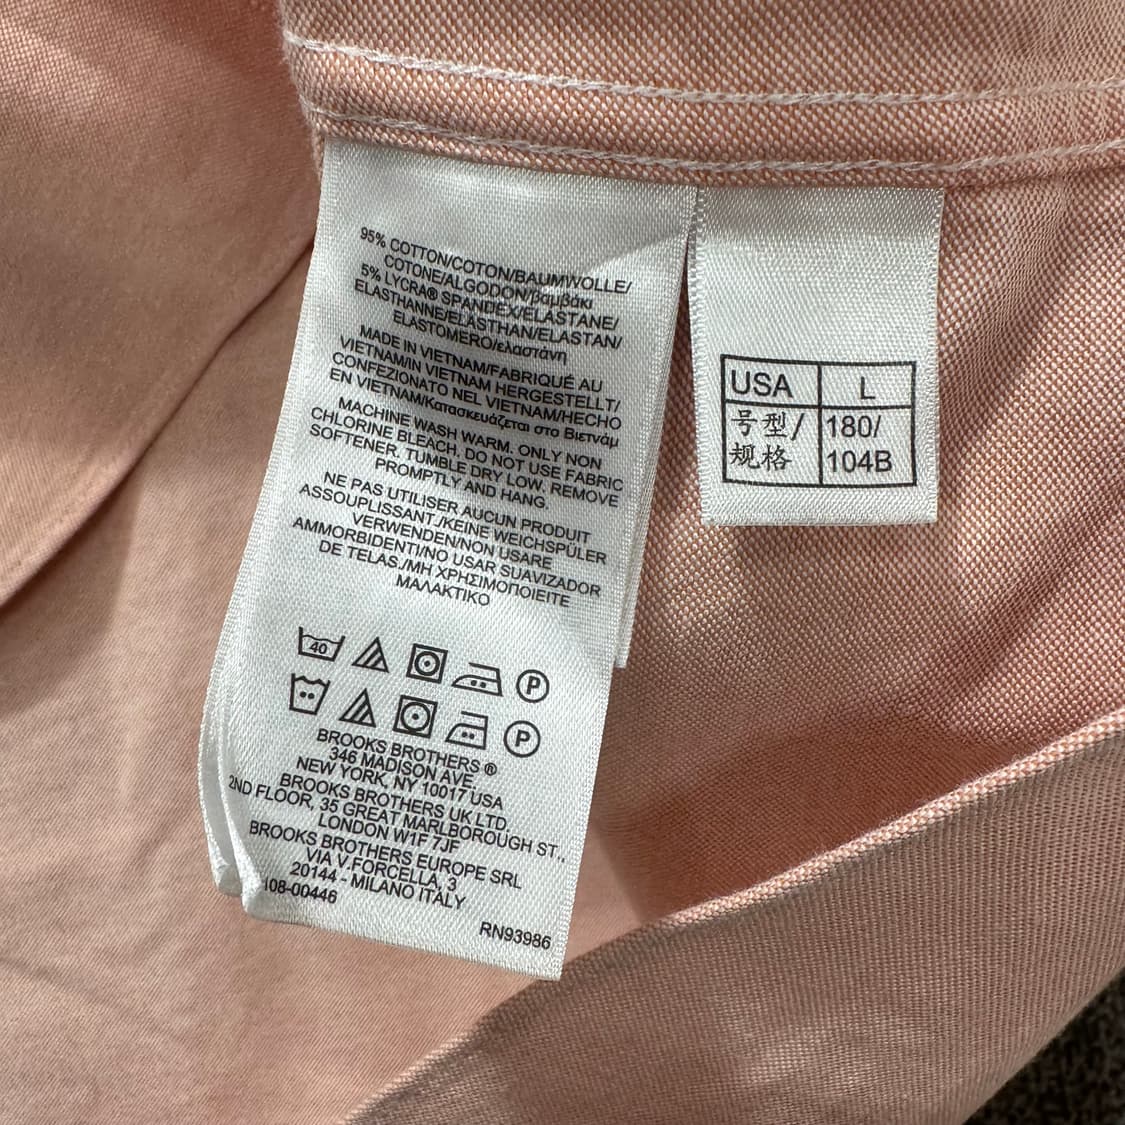 95% COTTON/COTON/BAUMWOLLE/
COTONE/ALGODON/βαμβάκι
5% LYCRA® SPANDEX/ELASTANE/
ELASTHANNE/ELASTHAN/ELASTAN/
ELASTOMERO/ελαστάνη
MADE IN VIETNAM/FABRIQUÉ AU
VIETNAM/IN VIETNAM HERGESTELLT/
CONFEZIONATO NEL VIETNAM/HECHO
EN VIETNAM/Κατασκευάζεται στο Βιετνάμ
MACHINE WASH WARM. ONLY NON
CHLORINE BLEACH. DO NOT USE FABRIC
SOFTENER. TUMBLE DRY LOW. REMOVE
PROMPTLY AND HANG.
NE PAS UTILISER AUCUN PRODUIT
ASSOUPLISSANT./KEINE WEICHSPÜLER
VERWENDEN/NON USARE
AMMORBIDENTI/NO USAR SUAVIZADOR
DE TELAS./ΜΗ ΧΡΗΣΙΜΟΠΟΙΕΙΤΕ
ΜΑΛΑΚΤΙΚΟ
40
P
P
BROOKS BROTHERS ®
346 MADISON AVE.
NEW YORK, NY 10017 USA
BROOKS BROTHERS UK LTD.
2ND FLOOR, 35 GREAT MARLBOROUGH ST.,
LONDON W1F 7JF
BROOKS BROTHERS EUROPE SRL
VIA V.FORCELLA, 3
20144 - MILANO ITALY
108-00446
RN93986
USA L
号型/ 180/
规格 104B